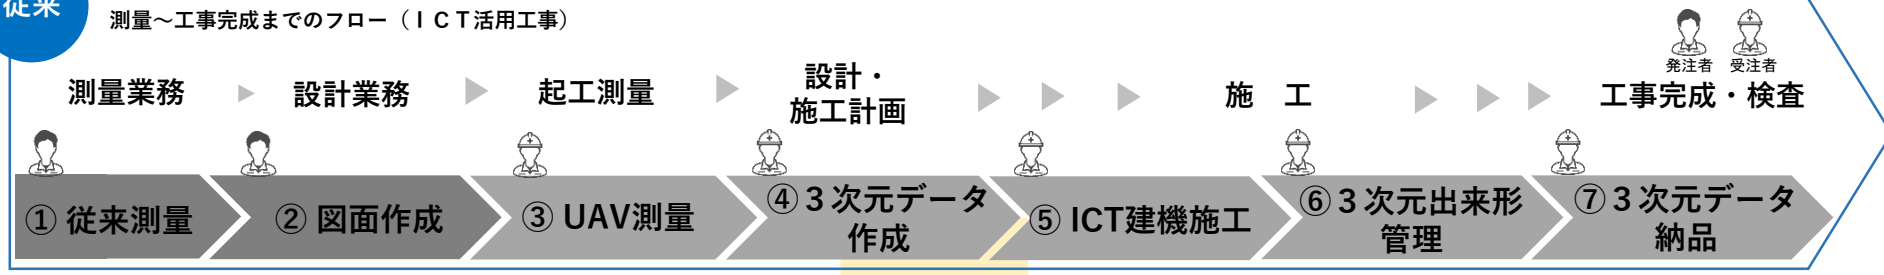 従来
測量～工事完成までのフロー（ＩＣＴ活用工事）
発注者 受注者
測量業務 設計業務 起工測量 設計・
施工計画
施 工
工事完成・検査
① 従来測量
② 図面作成
③ UAV測量
④３次元データ
作成
⑤ ICT建機施工
⑥３次元出来形
管理
⑦３次元データ
納品